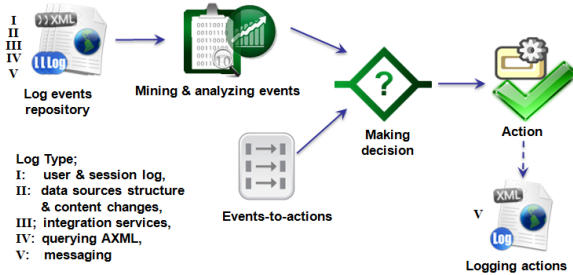 I
II
III
IV
V
XML
Log
Log events
repository
10
Mining & analyzing events
?
Making
decision
Action
Events-to-actions
Log Type;
I: user & session log,
II: data sources structure
& content changes,
III; integration services,
IV: querying AXML,
V: messaging
V
XML
Log
Logging actions